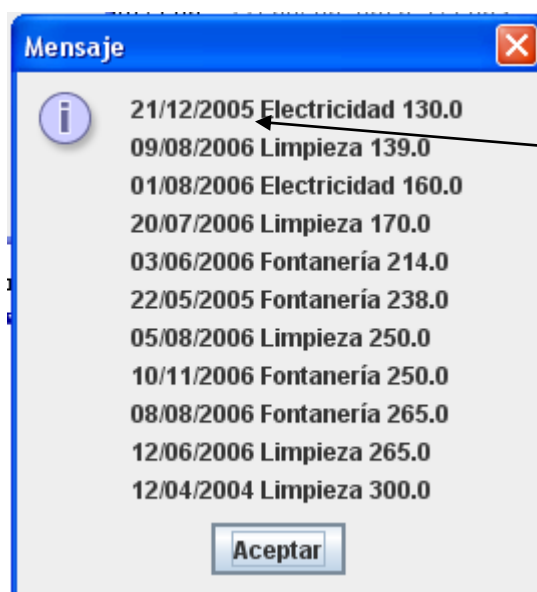 Mensaje
21/12/2005 Electricidad 130.0
09/08/2006 Limpieza 139.0
01/08/2006 Electricidad 160.0
20/07/2006 Limpieza 170.0
03/06/2006 Fontanería 214.0
22/05/2005 Fontanería 238.0
05/08/2006 Limpieza 250.0
10/11/2006 Fontanería 250.0
08/08/2006 Fontanería 265.0
12/06/2006 Limpieza 265.0
12/04/2004 Limpieza 300.0
Aceptar